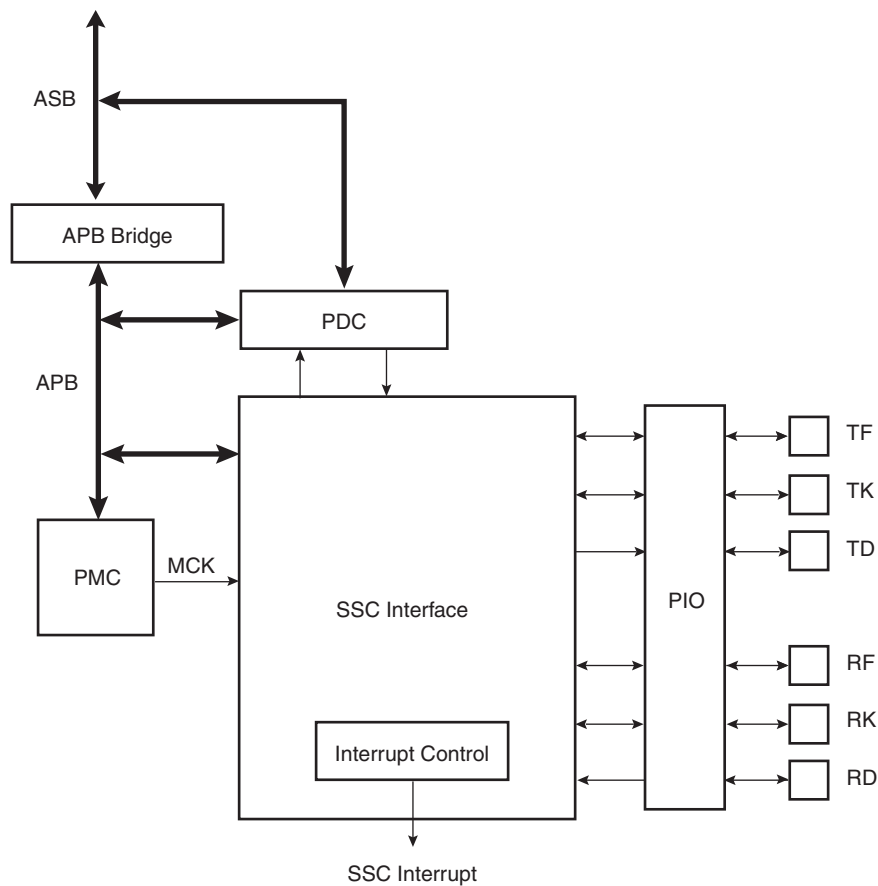 ASB
APB Bridge
PDC
APB
TF
TK
TD
PMC
MCK
SSC Interface
PIO
RF
RK
RD
Interrupt Control
SSC Interrupt